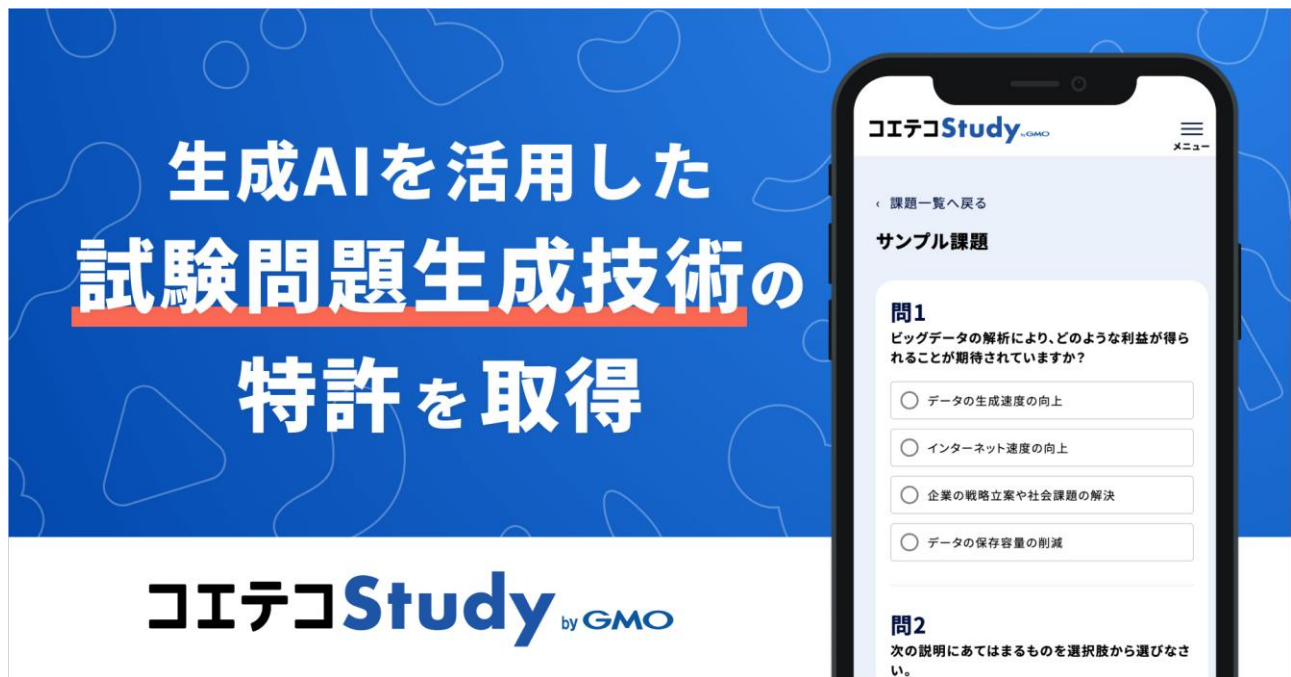 生成AIを活用した
試験問題生成技術の
特許を取得
コエテコStudy by GMO
コエテコStudy by GMO
メニュー
‹ 課題一覧へ戻る
サンプル課題
問1
ビッグデータの解析により、どのような利益が得ら
れることが期待されていますか?
データの生成速度の向上
インターネット速度の向上
企業の戦略立案や社会課題の解決
データの保存容量の削減
問2
次の説明にあてはまるものを選択肢から選びなさ
い。